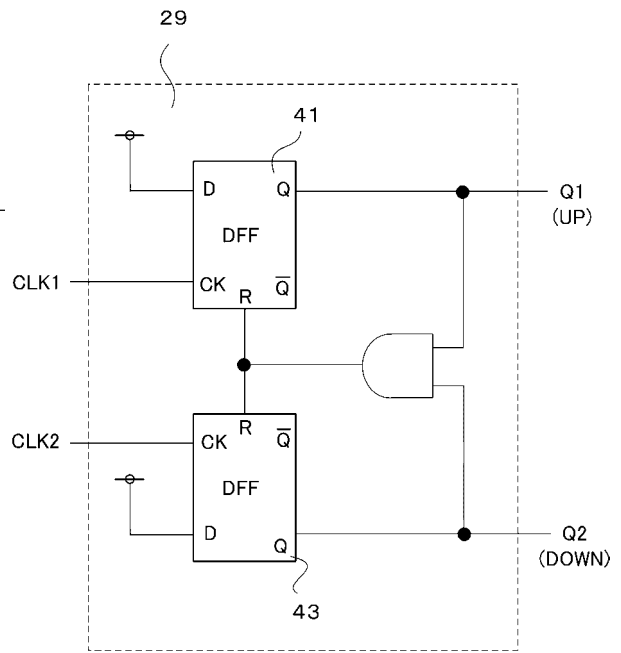 29
41
D
Q
Q1
(UP)
DFF
CLK1
CK
Q̅
R
R
CLK2
CK
Q̅
DFF
D
Q
Q2
(DOWN)
43